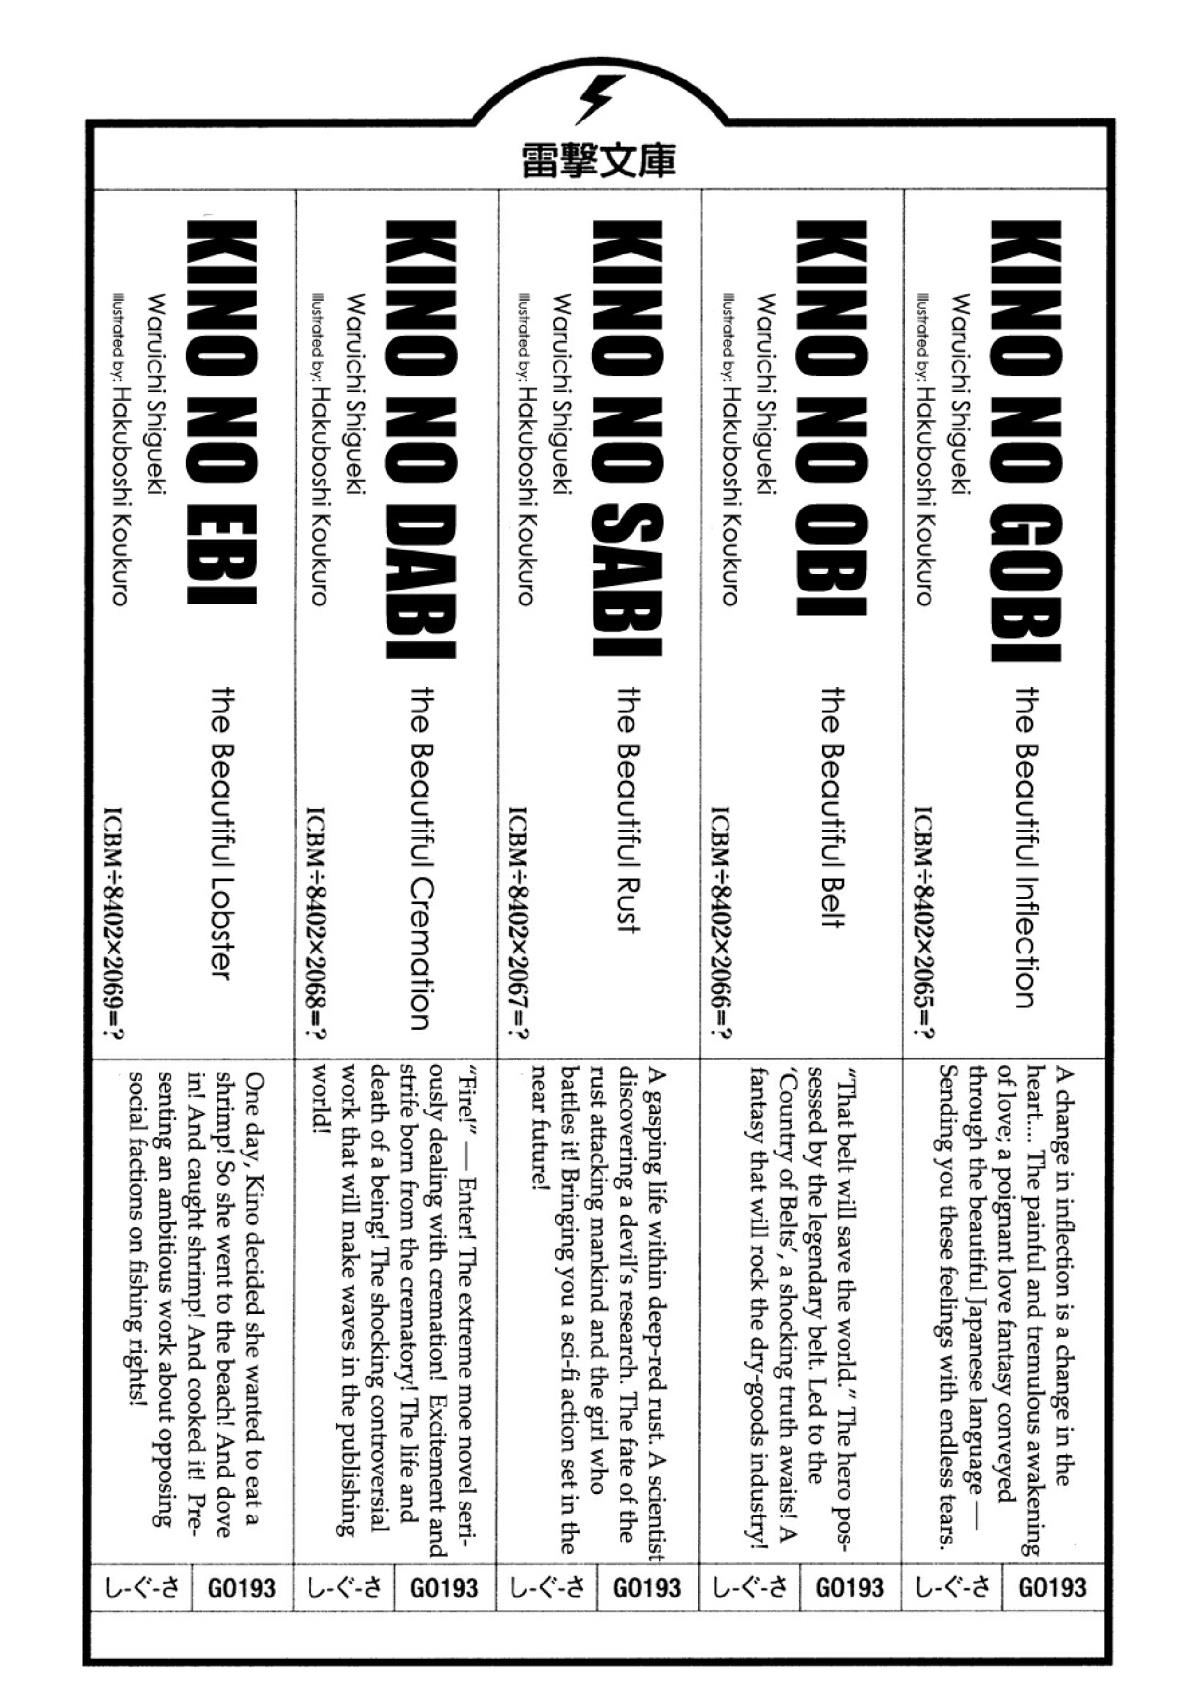 雷撃文庫
KINO NO GOBI the Beautiful Inflection
Waruichi Shigueki
Illustrated by: Hakuboshi Koukuro
ICBM÷8402×2065=?
A change in inflection is a change in the
heart.... The painful and tremulous awakening
of love; a poignant love fantasy conveyed
through the beautiful Japanese language —
Sending you these feelings with endless tears.
し-ぐ-さ
GO193
KINO NO OBI the Beautiful Belt
Waruichi Shigueki
Illustrated by: Hakuboshi Koukuro
ICBM÷8402×2066=?
“That belt will save the world.” The hero pos-
sessed by the legendary belt. Led to the
‘Country of Belts’, a shocking truth awaits! A
fantasy that will rock the dry-goods industry!
し-ぐ-さ
GO193
KINO NO SABI the Beautiful Rust
Waruichi Shigueki
Illustrated by: Hakuboshi Koukuro
ICBM÷8402×2067=?
A gasping life within deep-red rust. A scientist
discovering a devil’s research. The fate of the
rust attacking mankind and the girl who
battles it! Bringing you a sci-fi action set in the
near future!
し-ぐ-さ
GO193
KINO NO DABI the Beautiful Cremation
Waruichi Shigueki
Illustrated by: Hakuboshi Koukuro
ICBM÷8402×2068=?
“Fire!” — Enter! The extreme moe novel seri-
ously dealing with cremation! Excitement and
strife born from the crematory! The life and
death of a being! The shocking controversial
work that will make waves in the publishing
world!
し-ぐ-さ
GO193
KINO NO EBI the Beautiful Lobster
Waruichi Shigueki
Illustrated by: Hakuboshi Koukuro
ICBM÷8402×2069=?
One day, Kino decided she wanted to eat a
shrimp! So she went to the beach! And dove
in! And caught shrimp! And cooked it! Pre-
senting an ambitious work about opposing
social factions on fishing rights!
し-ぐ-さ
GO193